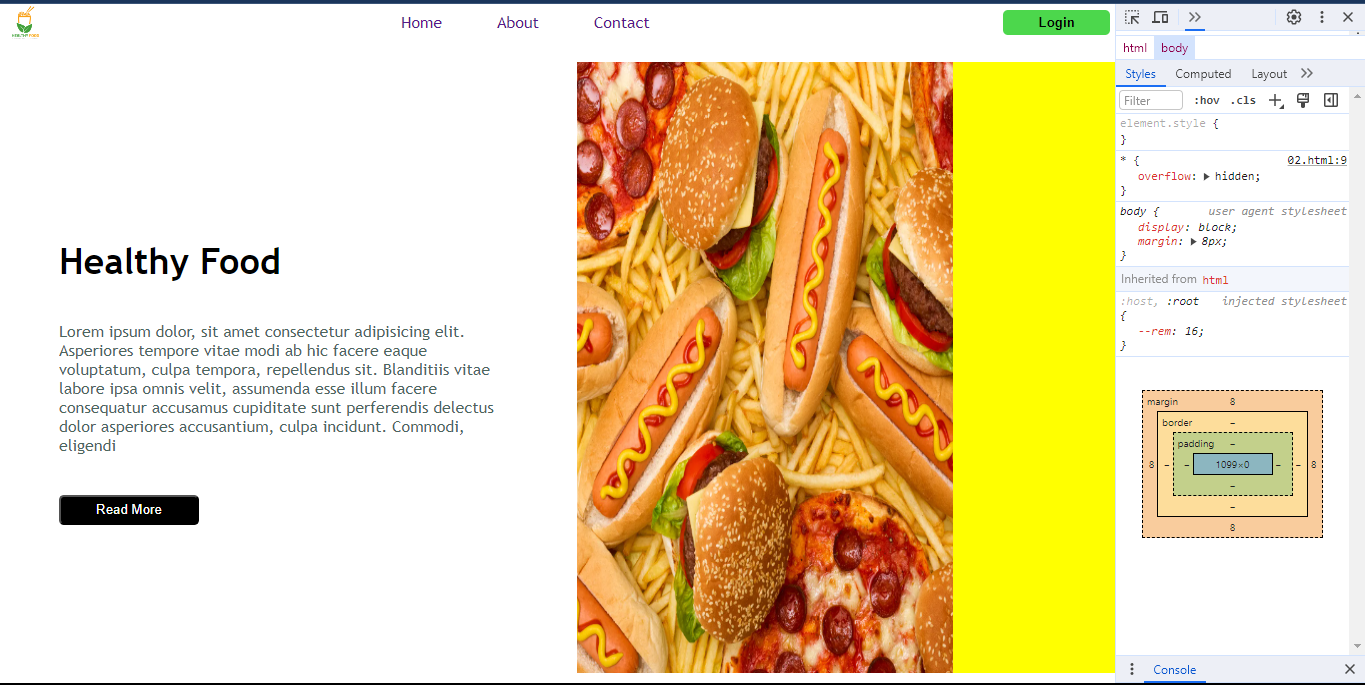 HEALTHY FOOD
Home About Contact Login
Healthy Food
Lorem ipsum dolor, sit amet consectetur adipisicing elit.
Asperiores tempore vitae modi ab hic facere eaque
voluptatum, culpa tempora, repellendus sit. Blanditiis vitae
labore ipsa omnis velit, assumenda esse illum facere
consequatur accusamus cupiditate sunt perferendis delectus
dolor asperiores accusantium, culpa incidunt. Commodi,
eligendi
Read More
html body
Styles Computed Layout
Filter :hov .cls
element.style {
}
* { 02.html:9
overflow: hidden;
}
body { user agent stylesheet
display: block;
margin: 8px;
}
Inherited from html
:host, :root injected stylesheet
{
--rem: 16;
}
margin 8
border –
padding –
8 – – 1099×0 – – 8
–
–
8
Console